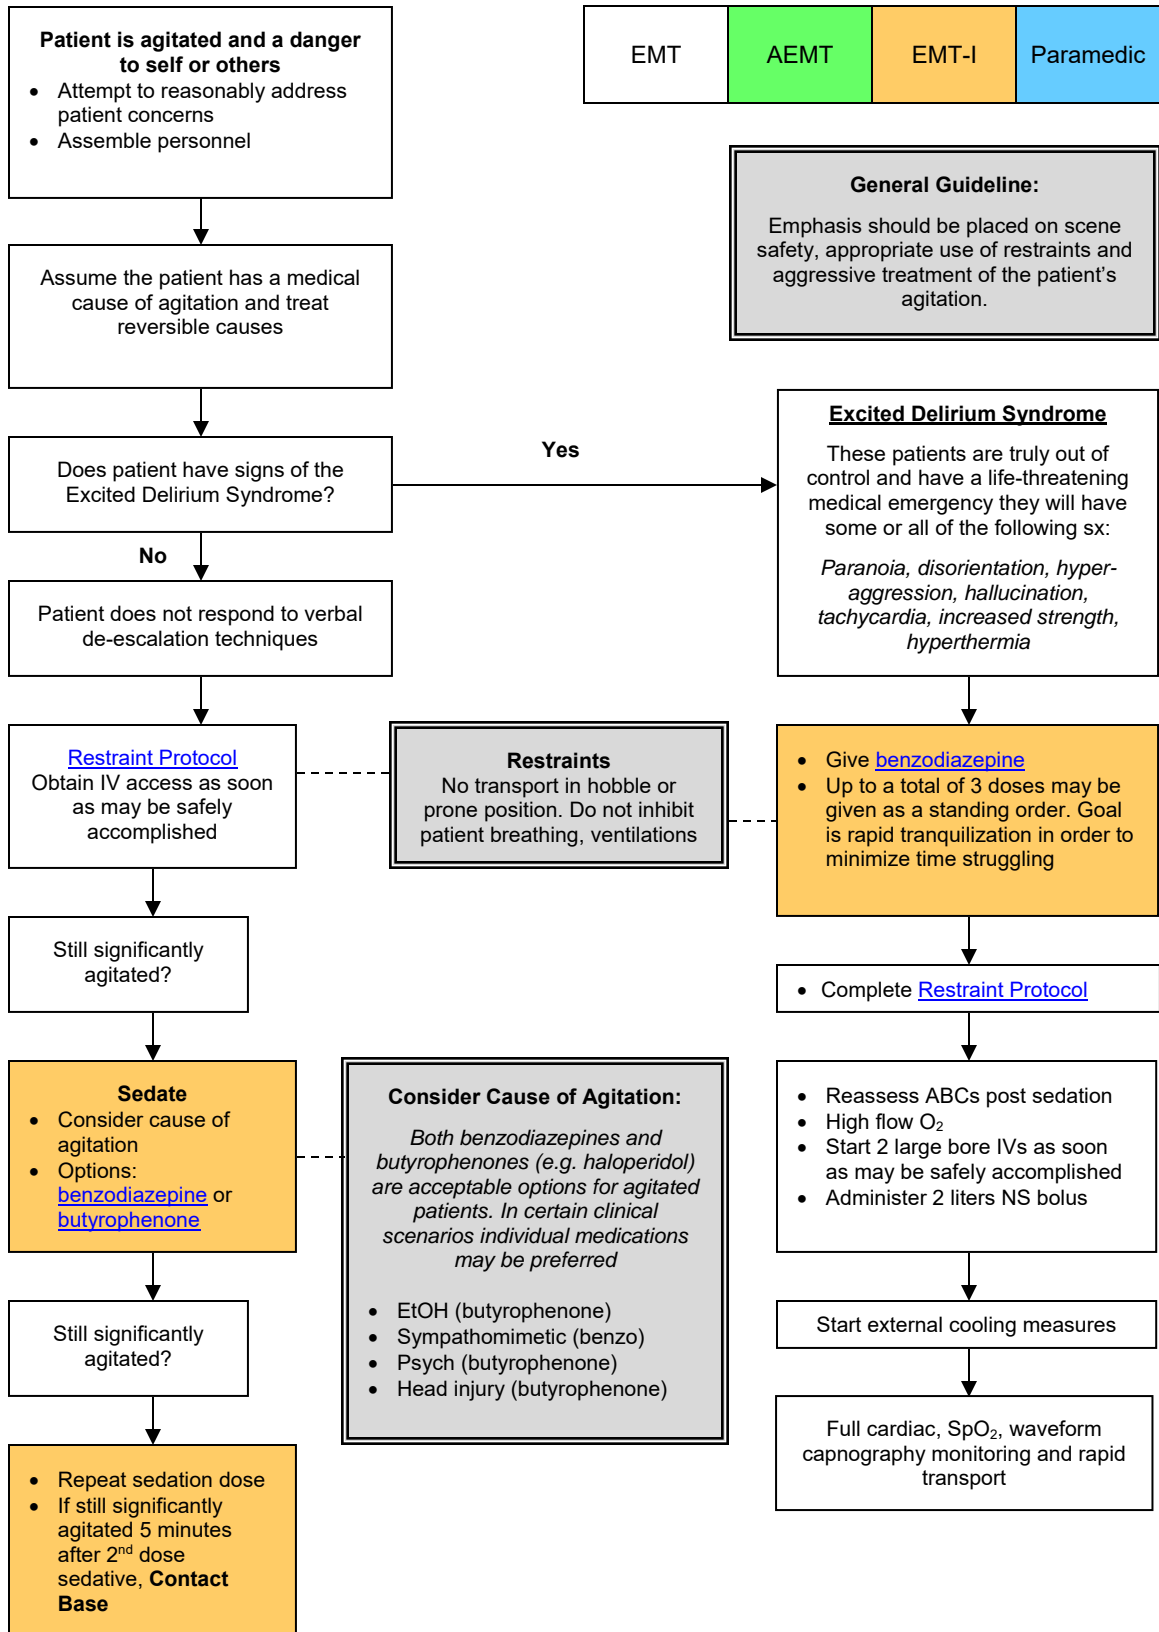 Patient is agitated and a danger
to self or others
• Attempt to reasonably address
patient concerns
• Assemble personnel
EMT
AEMT
EMT-I
Paramedic
General Guideline:
Emphasis should be placed on scene
safety, appropriate use of restraints and
aggressive treatment of the patient’s
agitation.
Assume the patient has a medical
cause of agitation and treat
reversible causes
Does patient have signs of the
Excited Delirium Syndrome?
Yes
No
Excited Delirium Syndrome
These patients are truly out of
control and have a life-threatening
medical emergency they will have
some or all of the following sx:
Paranoia, disorientation, hyper-
aggression, hallucination,
tachycardia, increased strength,
hyperthermia
Patient does not respond to verbal
de-escalation techniques
Restraint Protocol
Obtain IV access as soon
as may be safely
accomplished
Restraints
No transport in hobble or
prone position. Do not inhibit
patient breathing, ventilations
• Give benzodiazepine
• Up to a total of 3 doses may be
given as a standing order. Goal
is rapid tranquilization in order to
minimize time struggling
Still significantly
agitated?
• Complete Restraint Protocol
Sedate
• Consider cause of
agitation
• Options:
benzodiazepine or
butyrophenone
Consider Cause of Agitation:
Both benzodiazepines and
butyrophenones (e.g. haloperidol)
are acceptable options for agitated
patients. In certain clinical
scenarios individual medications
may be preferred
• EtOH (butyrophenone)
• Sympathomimetic (benzo)
• Psych (butyrophenone)
• Head injury (butyrophenone)
• Reassess ABCs post sedation
• High flow O₂
• Start 2 large bore IVs as soon
as may be safely accomplished
• Administer 2 liters NS bolus
Still significantly
agitated?
Start external cooling measures
Full cardiac, SpO₂, waveform
capnography monitoring and rapid
transport
• Repeat sedation dose
• If still significantly
agitated 5 minutes
after 2nd dose
sedative, Contact
Base